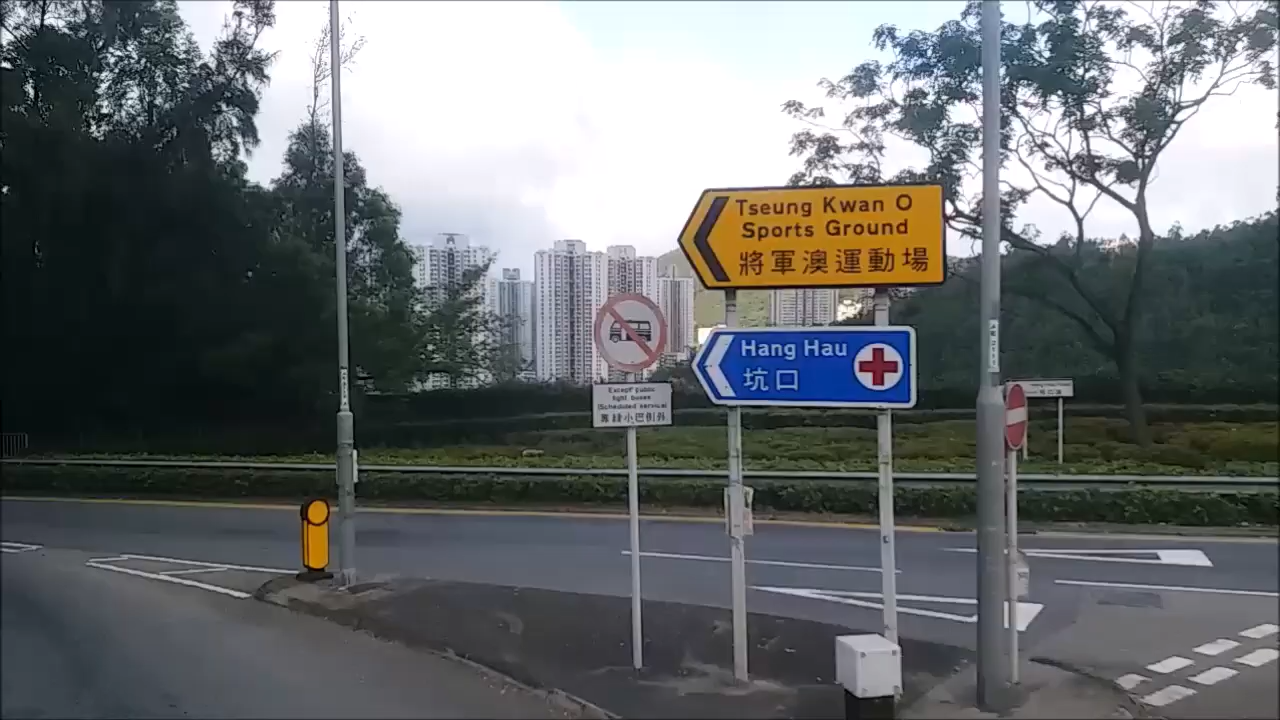 Tseung Kwan O
Sports Ground
將軍澳運動場
Hang Hau
坑口
Except public
light buses
(Scheduled service)
專線小巴例外